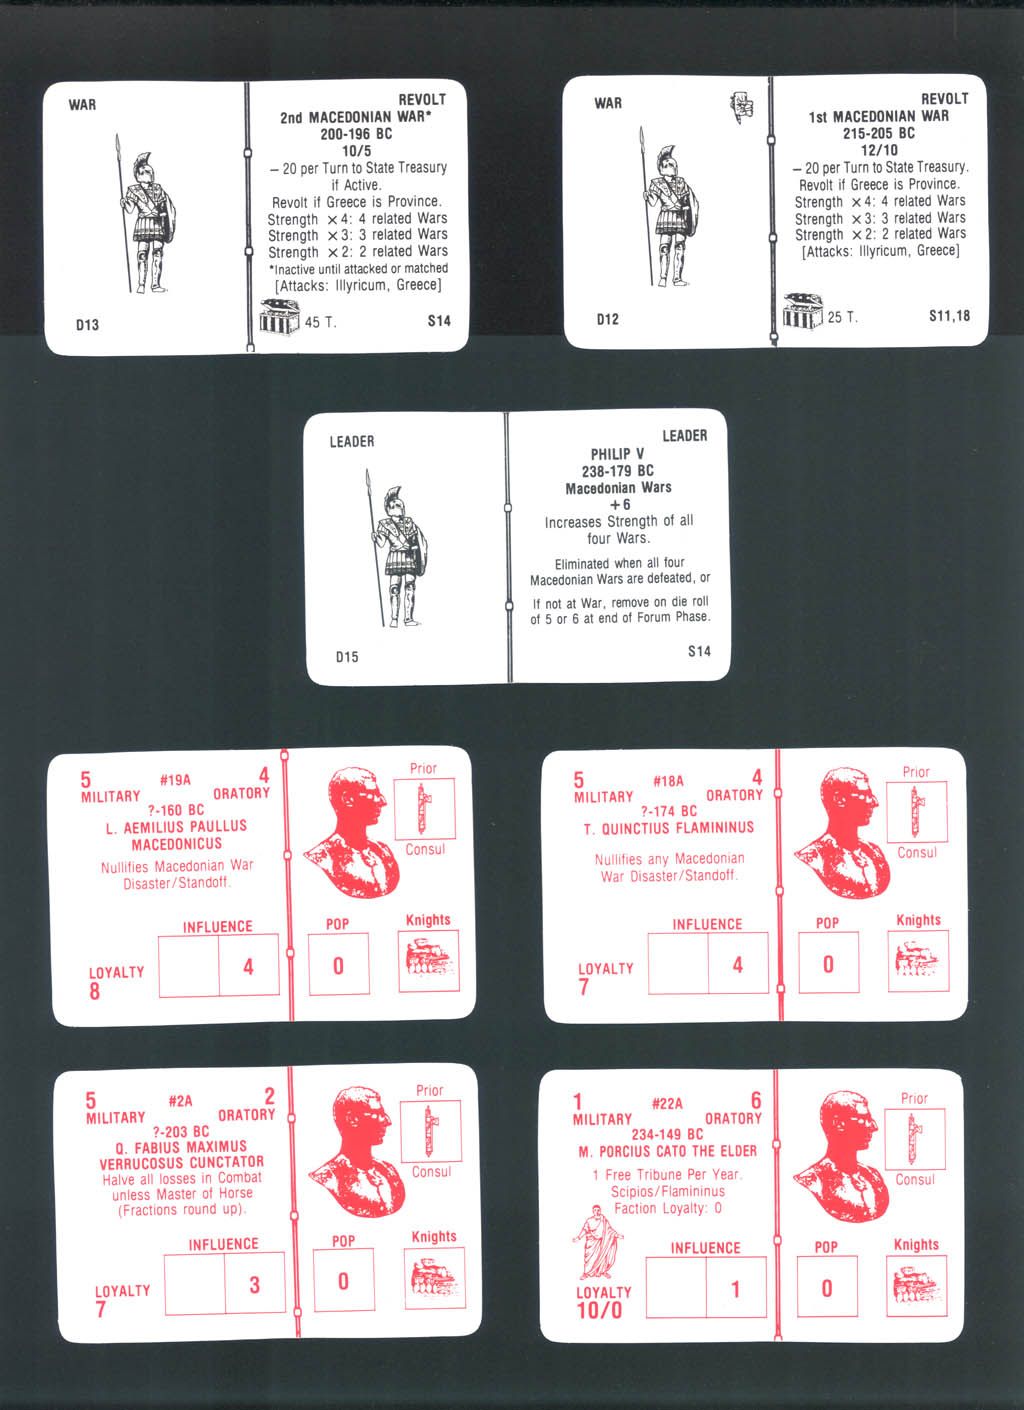 WAR
REVOLT
2nd MACEDONIAN WAR*
200-196 BC
10/5
– 20 per Turn to State Treasury
if Active.
Revolt if Greece is Province.
Strength ×4: 4 related Wars
Strength ×3: 3 related Wars
Strength ×2: 2 related Wars
*Inactive until attacked or matched
[Attacks: Illyricum, Greece]
45 T.
D13
S14
WAR
REVOLT
1st MACEDONIAN WAR
215-205 BC
12/10
– 20 per Turn to State Treasury.
Revolt if Greece is Province.
Strength ×4: 4 related Wars
Strength ×3: 3 related Wars
Strength ×2: 2 related Wars
[Attacks: Illyricum, Greece]
25 T.
D12
S11,18
LEADER
LEADER
PHILIP V
238-179 BC
Macedonian Wars
+6
Increases Strength of all
four Wars.
Eliminated when all four
Macedonian Wars are defeated, or
If not at War, remove on die roll
of 5 or 6 at end of Forum Phase.
D15
S14
5 #19A 4
MILITARY ORATORY
?-160 BC
L. AEMILIUS PAULLUS
MACEDONICUS
Nullifies Macedonian War
Disaster/Standoff.
Prior
Consul
INFLUENCE
POP
Knights
4
0
LOYALTY
8
5 #18A 4
MILITARY ORATORY
?-174 BC
T. QUINCTIUS FLAMININUS
Nullifies any Macedonian
War Disaster/Standoff.
Prior
Consul
INFLUENCE
POP
Knights
4
0
LOYALTY
7
5 #2A 2
MILITARY ORATORY
?-203 BC
Q. FABIUS MAXIMUS
VERRUCOSUS CUNCTATOR
Halve all losses in Combat
unless Master of Horse
(Fractions round up).
Prior
Consul
INFLUENCE
POP
Knights
3
0
LOYALTY
7
1 #22A 6
MILITARY ORATORY
234-149 BC
M. PORCIUS CATO THE ELDER
1 Free Tribune Per Year.
Scipios/Flamininus
Faction Loyalty: 0
Prior
Consul
INFLUENCE
POP
Knights
1
0
LOYALTY
10/0